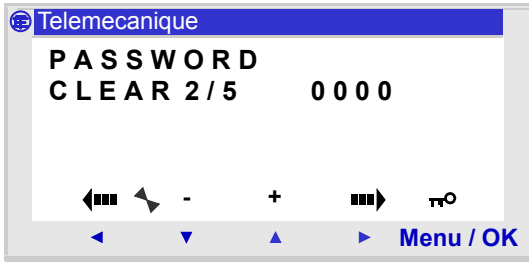 Telemecanique
PASSWORD
CLEAR 2/5 0000
- +
Menu / OK